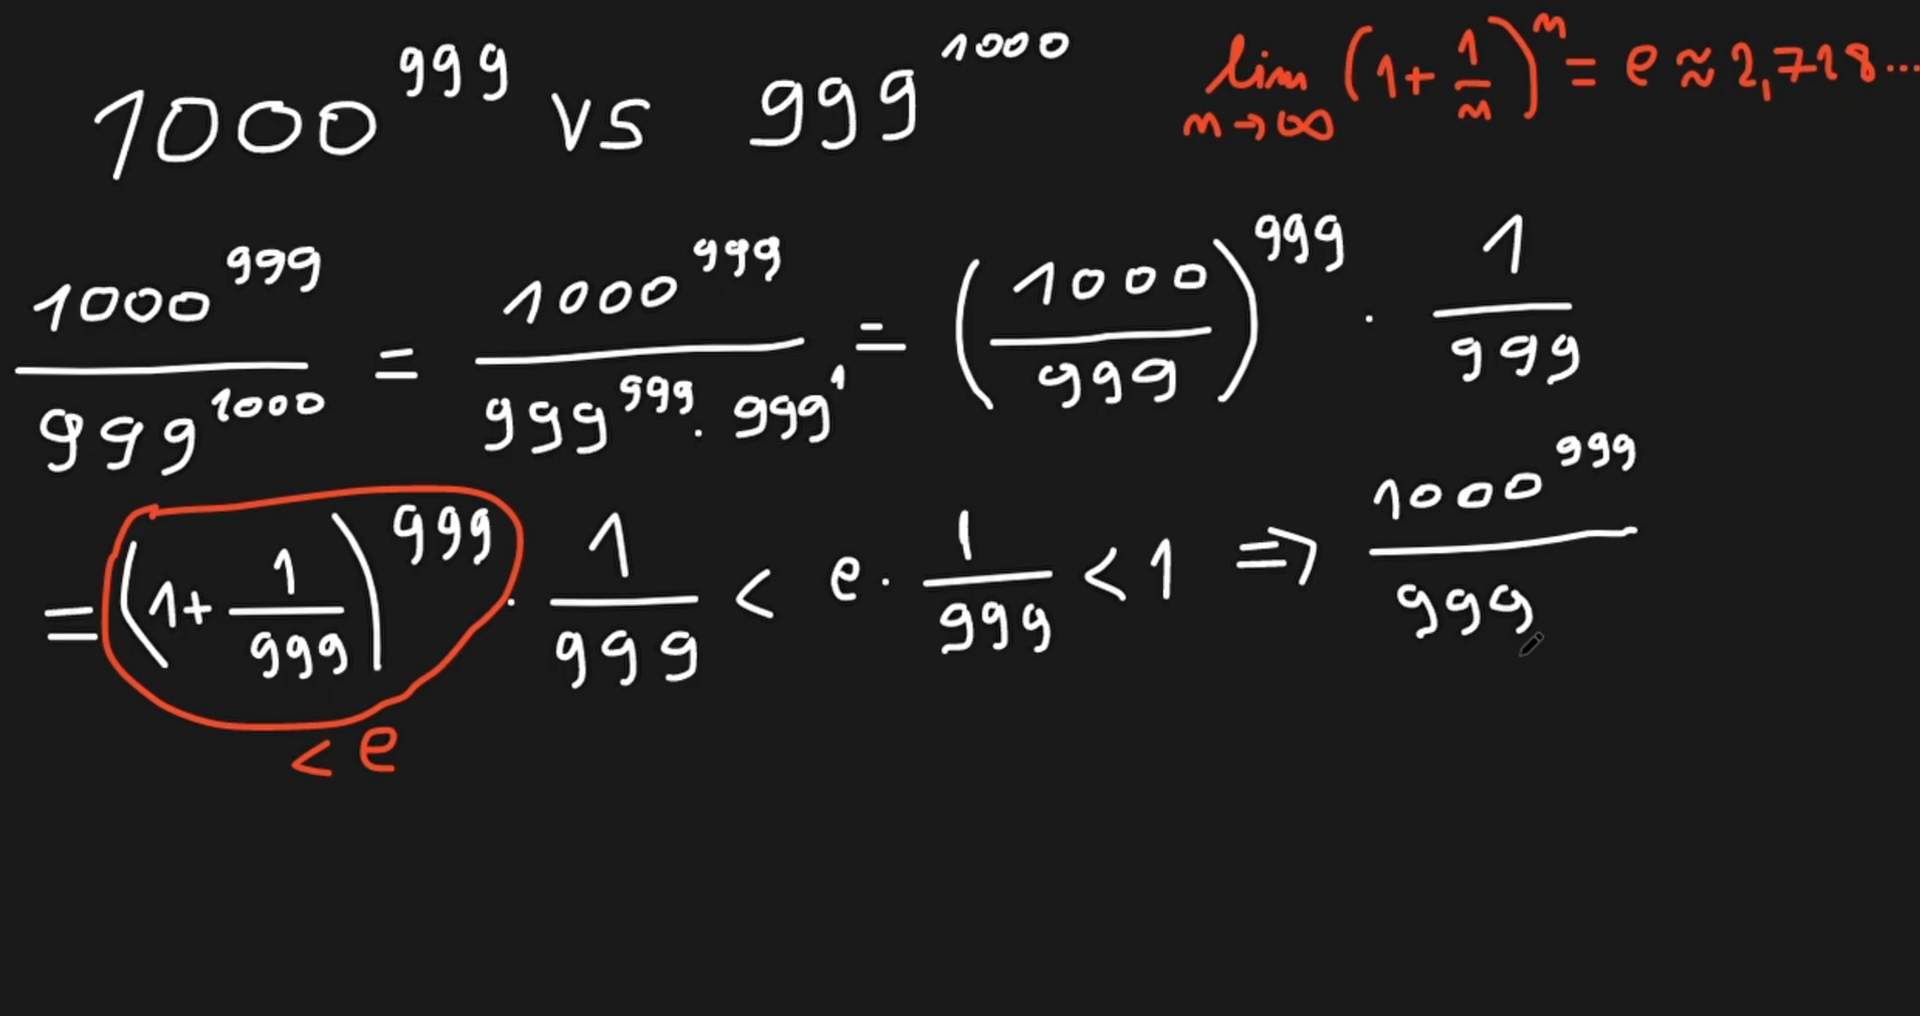 1000^999 vs 999^1000
lim m→∞ (1 + 1/m)^m = e ≈ 2,718...
1000^999 / 999^1000 = 1000^999 / (999^999 · 999^1) = (1000/999)^999 · 1/999
= (1 + 1/999)^999 · 1/999 < e · 1/999 < 1 => 1000^999 / 999
< e